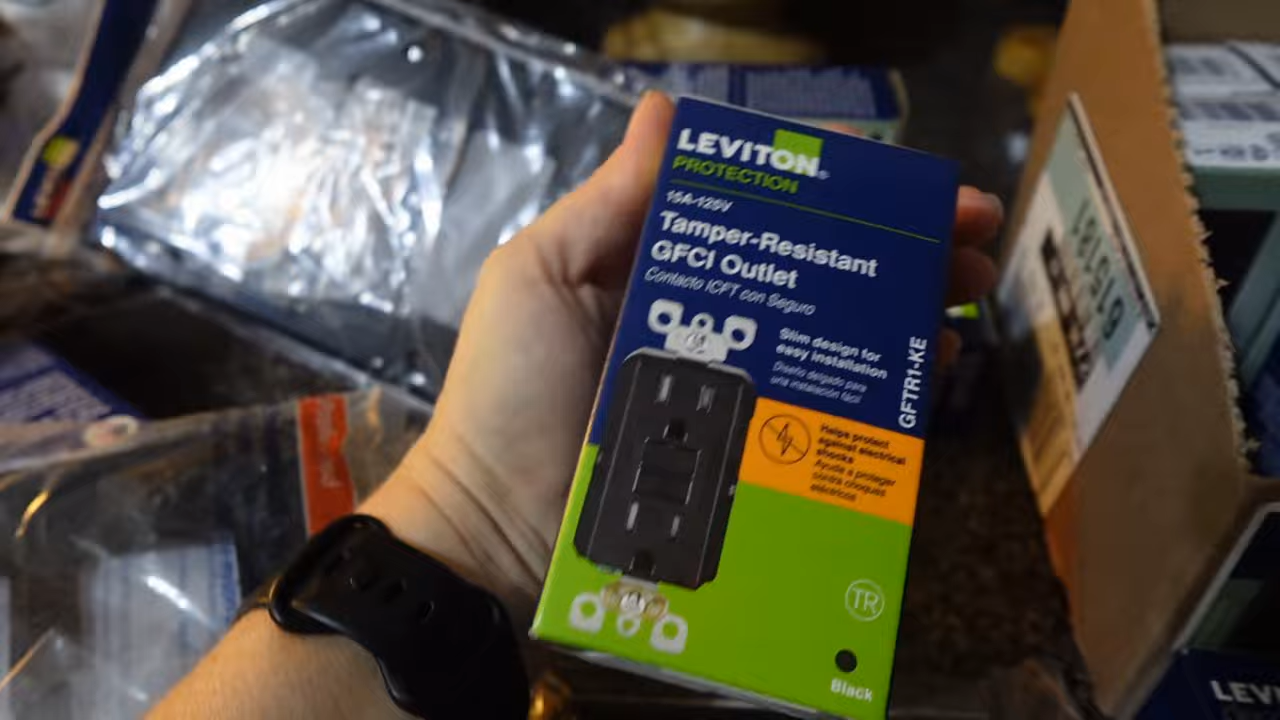 LEVITON®
PROTECTION
15A-125V
Tamper-Resistant
GFCI Outlet
Contacto ICFT con Seguro
Slim design for
easy installation
Diseño delgado para
una instalación fácil
GFTR1-KE
Helps protect
against electrical
shocks
Ayuda a proteger
contra choques
eléctricos
TR
Black
615181
LEVI